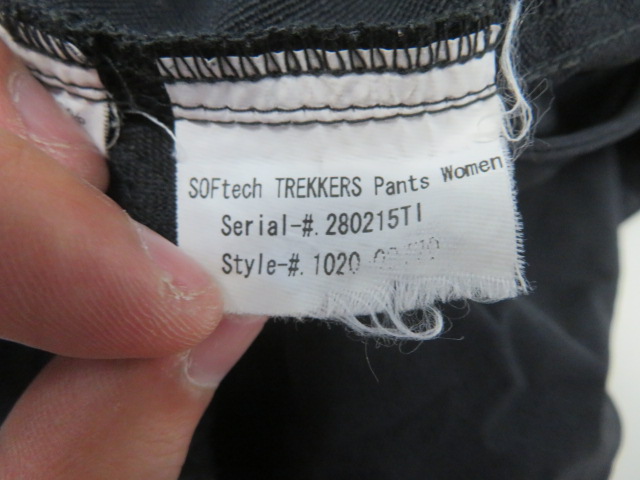 SOFtech TREKKERS Pants Women
Serial-#.280215TI
Style-#.1020